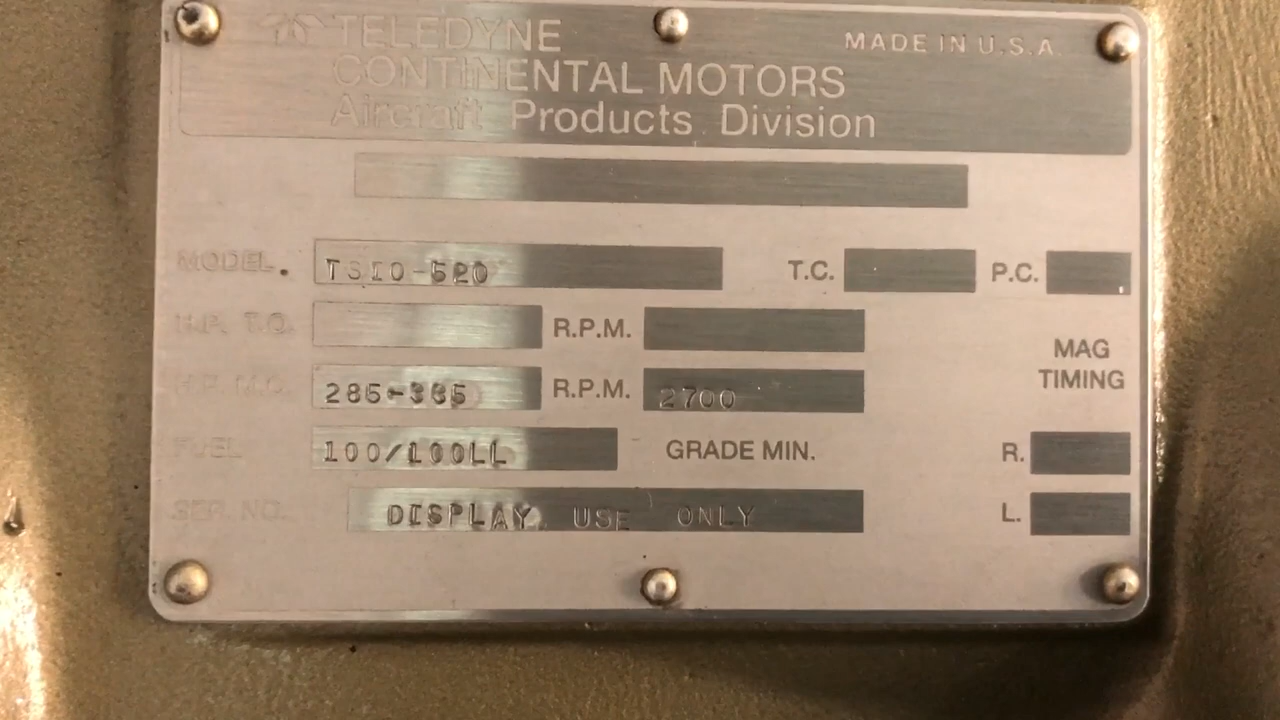 TELEDYNE MADE IN U.S.A
CONTINENTAL MOTORS
Aircraft Products Division
MODEL. TSIO-520 T.C. P.C.
H.P. T.O. R.P.M.
MAG
TIMING
H.P. M.C. 285-385 R.P.M. 2700
FUEL 100/100LL GRADE MIN. R.
SER. NO. DISPLAY USE ONLY L.